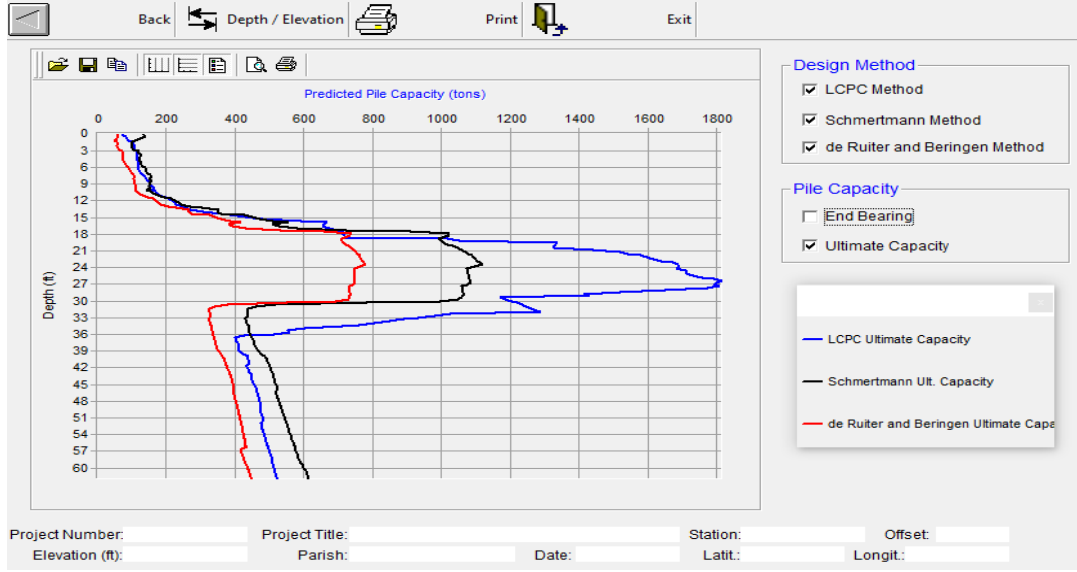 Back Depth / Elevation Print Exit
Predicted Pile Capacity (tons)
0 200 400 600 800 1000 1200 1400 1600 1800
0
3
6
9
12
15
18
21
24
27
30
33
36
39
42
45
48
51
54
57
60
Depth (ft)
Design Method
LCPC Method
Schmertmann Method
de Ruiter and Beringen Method
Pile Capacity
End Bearing
Ultimate Capacity
LCPC Ultimate Capacity
Schmertmann Ult. Capacity
de Ruiter and Beringen Ultimate Capa
Project Number: Project Title: Station: Offset:
Elevation (ft): Parish: Date: Latit.: Longit.: